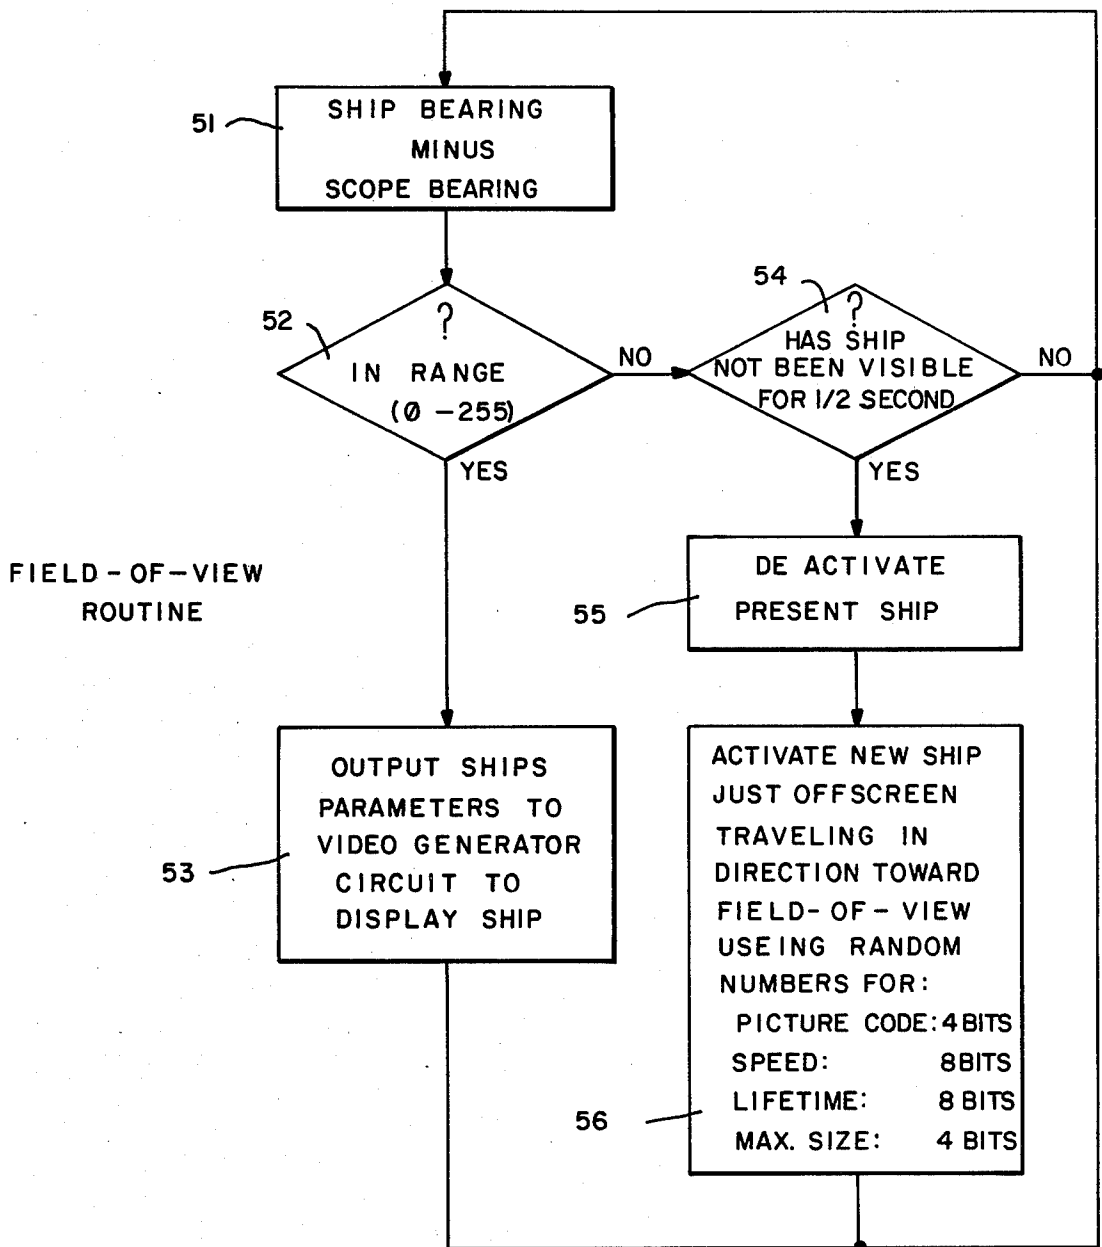 51
SHIP BEARING
MINUS
SCOPE BEARING
52
?
IN RANGE
(Ø - 255)
NO
YES
54
?
HAS SHIP
NOT BEEN VISIBLE
FOR 1/2 SECOND
NO
YES
FIELD-OF-VIEW
ROUTINE
55
DE ACTIVATE
PRESENT SHIP
53
OUTPUT SHIPS
PARAMETERS TO
VIDEO GENERATOR
CIRCUIT TO
DISPLAY SHIP
56
ACTIVATE NEW SHIP
JUST OFFSCREEN
TRAVELING IN
DIRECTION TOWARD
FIELD-OF-VIEW
USEING RANDOM
NUMBERS FOR:
PICTURE CODE: 4 BITS
SPEED: 8 BITS
LIFETIME: 8 BITS
MAX. SIZE: 4 BITS